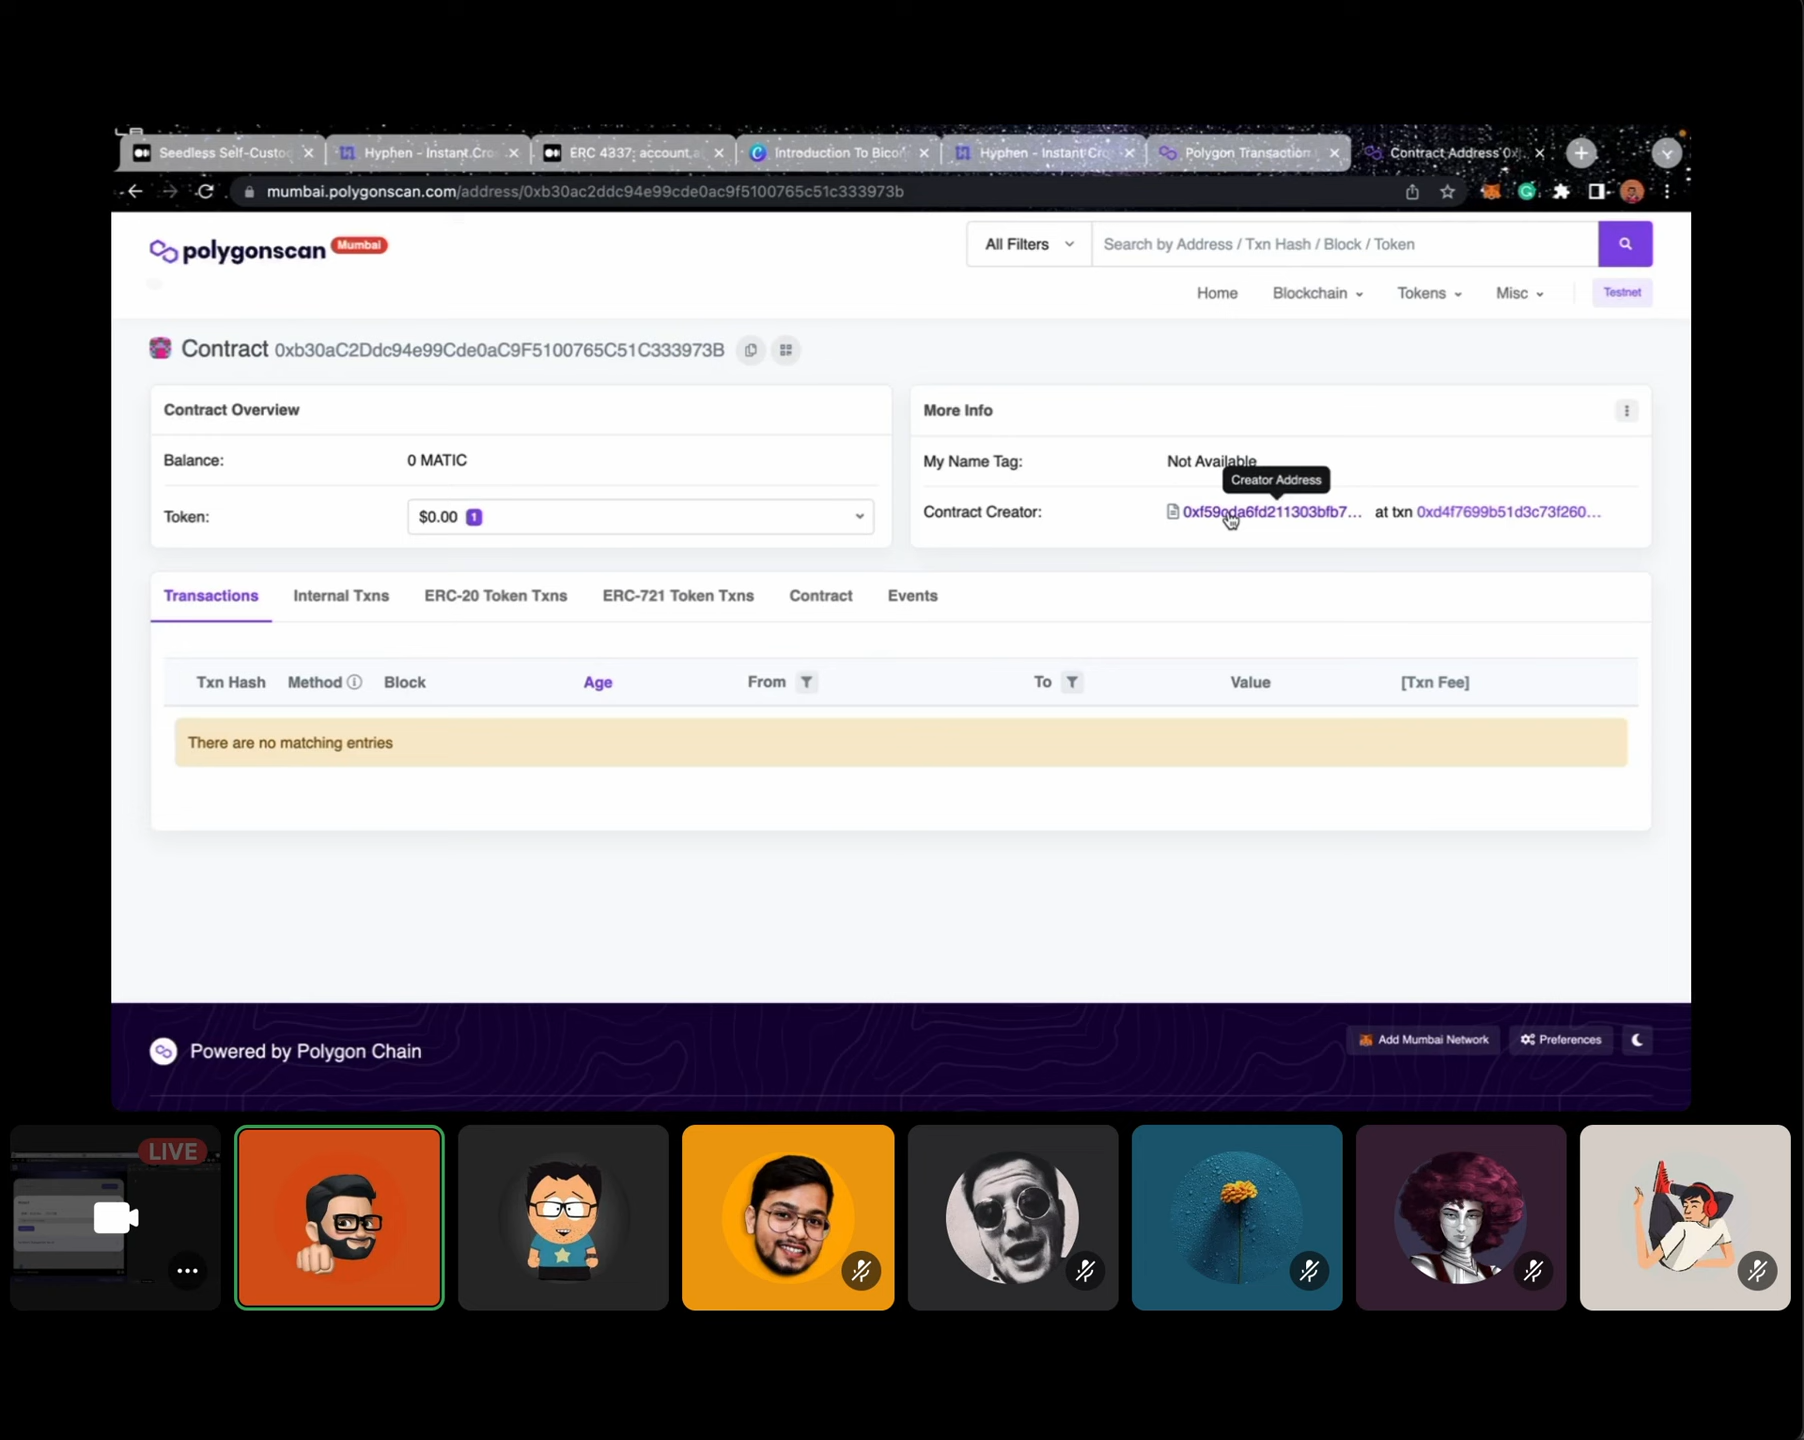 Seedless Self-Custo
Hyphen - Instant Cro
ERC 4337: account a
Introduction To Bico
Hyphen - Instant Cro
Polygon Transaction
Contract Address 0x
mumbai.polygonscan.com/address/0xb30ac2ddc94e99cde0ac9f5100765c51c333973b
polygonscan Mumbai
All Filters
Search by Address / Txn Hash / Block / Token
Home Blockchain Tokens Misc Testnet
Contract 0xb30aC2Ddc94e99Cde0aC9F5100765C51C333973B
Contract Overview
Balance: 0 MATIC
Token: $0.00 1
More Info
My Name Tag: Not Available
Creator Address
Contract Creator: 0xf59cda6fd211303bfb7... at txn 0xd4f7699b51d3c73f260...
Transactions Internal Txns ERC-20 Token Txns ERC-721 Token Txns Contract Events
Txn Hash Method Block Age From To Value [Txn Fee]
There are no matching entries
Powered by Polygon Chain
Add Mumbai Network Preferences
LIVE